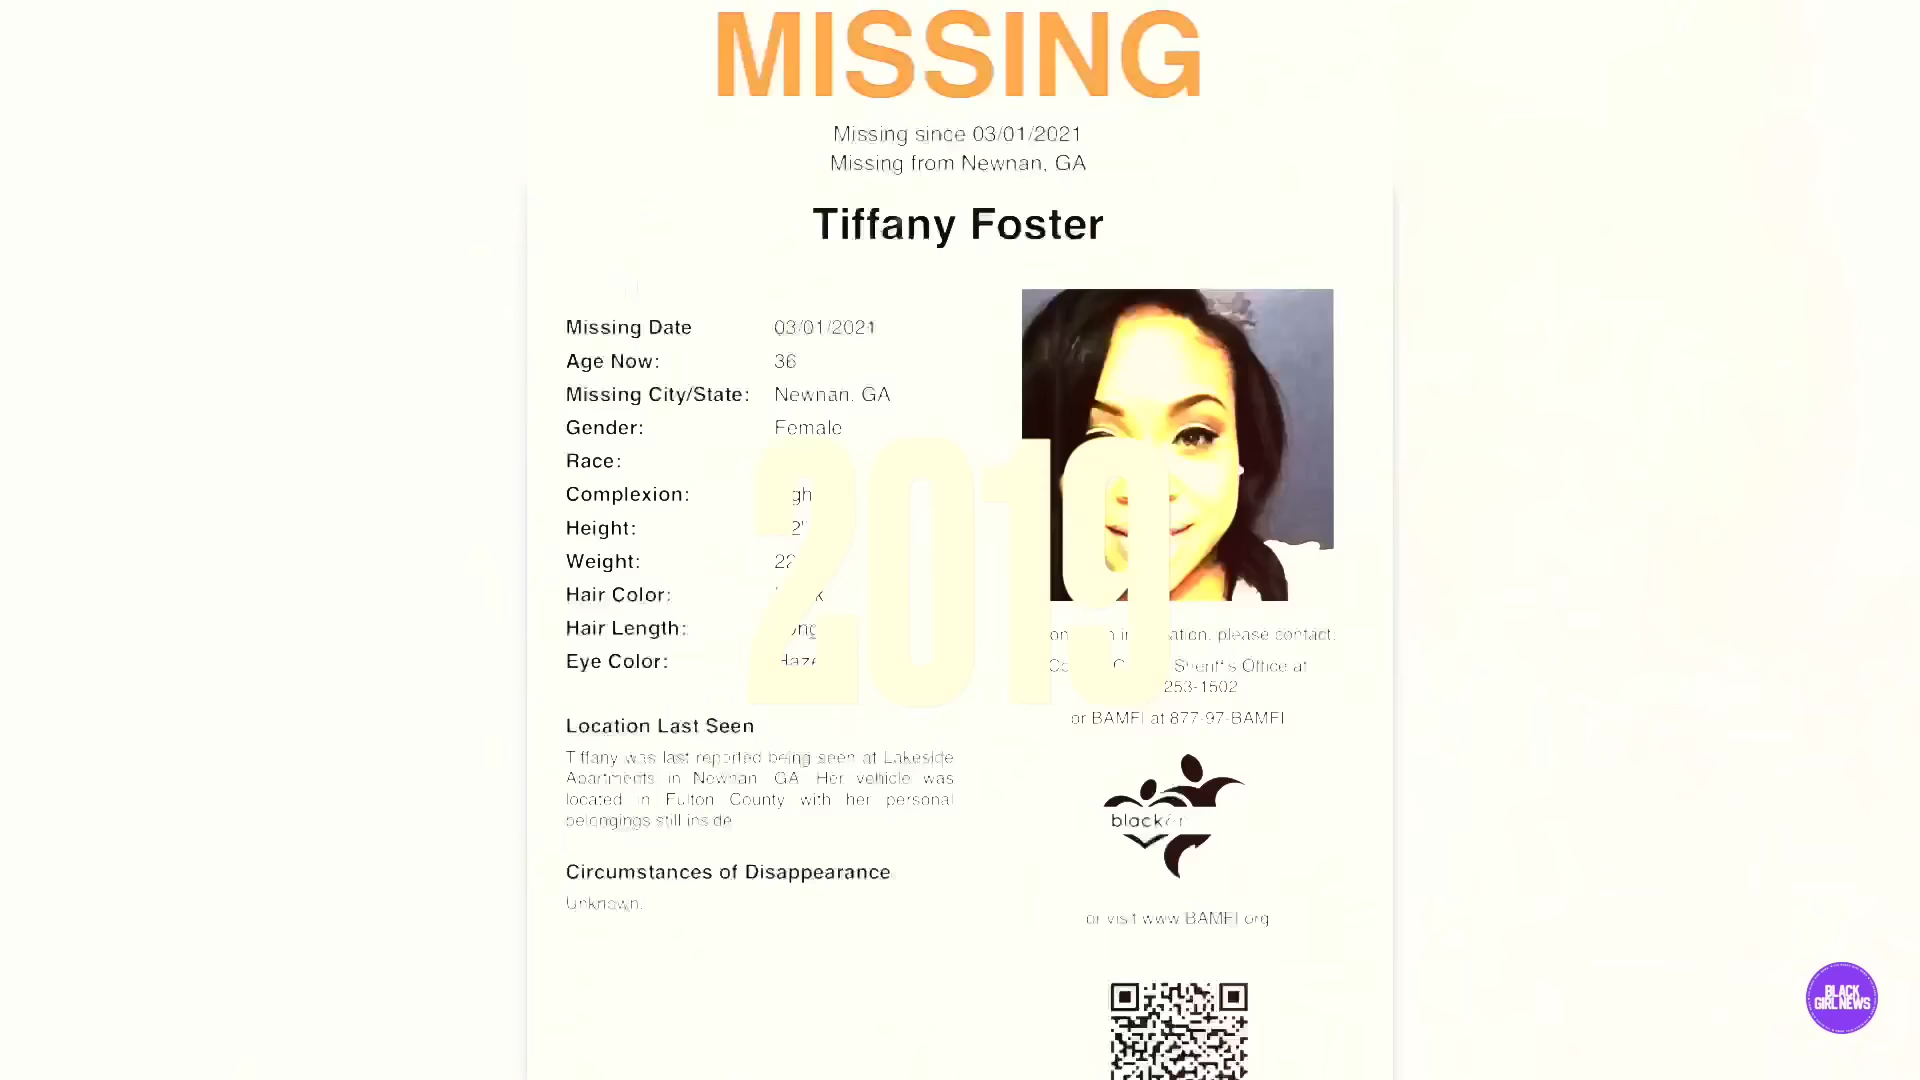 MISSING
Missing since 03/01/2021
Missing from Newnan, GA
Tiffany Foster
Missing Date 03/01/2021
Age Now: 36
Missing City/State: Newnan, GA
Gender: Female
Race:
Complexion:
Height:
Weight:
Hair Color:
Hair Length:
Eye Color:
2019
Location Last Seen
Tiffany was last reported being seen at Lakeside
Apartments in Newnan, GA. Her vehicle was
located in Fulton County with her personal
belongings still inside
Circumstances of Disappearance
Unknown.
please contact:
Sheriff's Office at
253-1502
or BAMFI at 877-97-BAMFI
black
or visit www.BAMFI.org
BLACK
GIRL NEWS